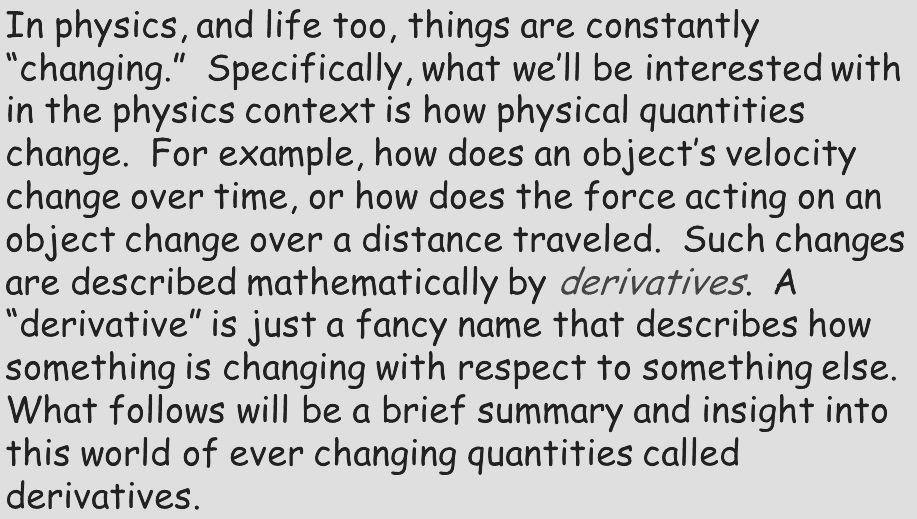 In physics, and life too, things are constantly
“changing.”  Specifically, what we’ll be interested with
in the physics context is how physical quantities
change.  For example, how does an object’s velocity
change over time, or how does the force acting on an
object change over a distance traveled.  Such changes
are described mathematically by derivatives.  A
“derivative” is just a fancy name that describes how
something is changing with respect to something else.
What follows will be a brief summary and insight into
this world of ever changing quantities called
derivatives.